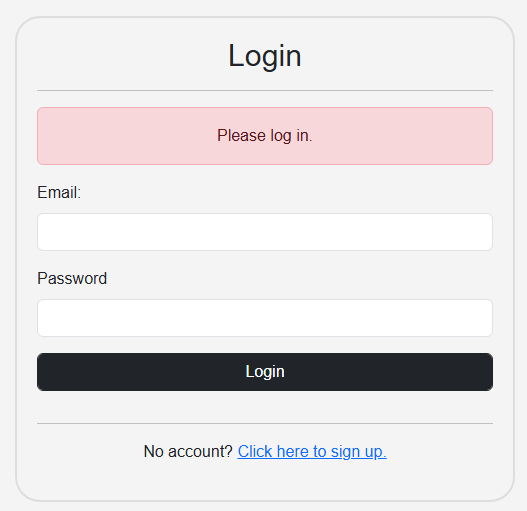 Login
Please log in.
Email:
Password
Login
No account? Click here to sign up.